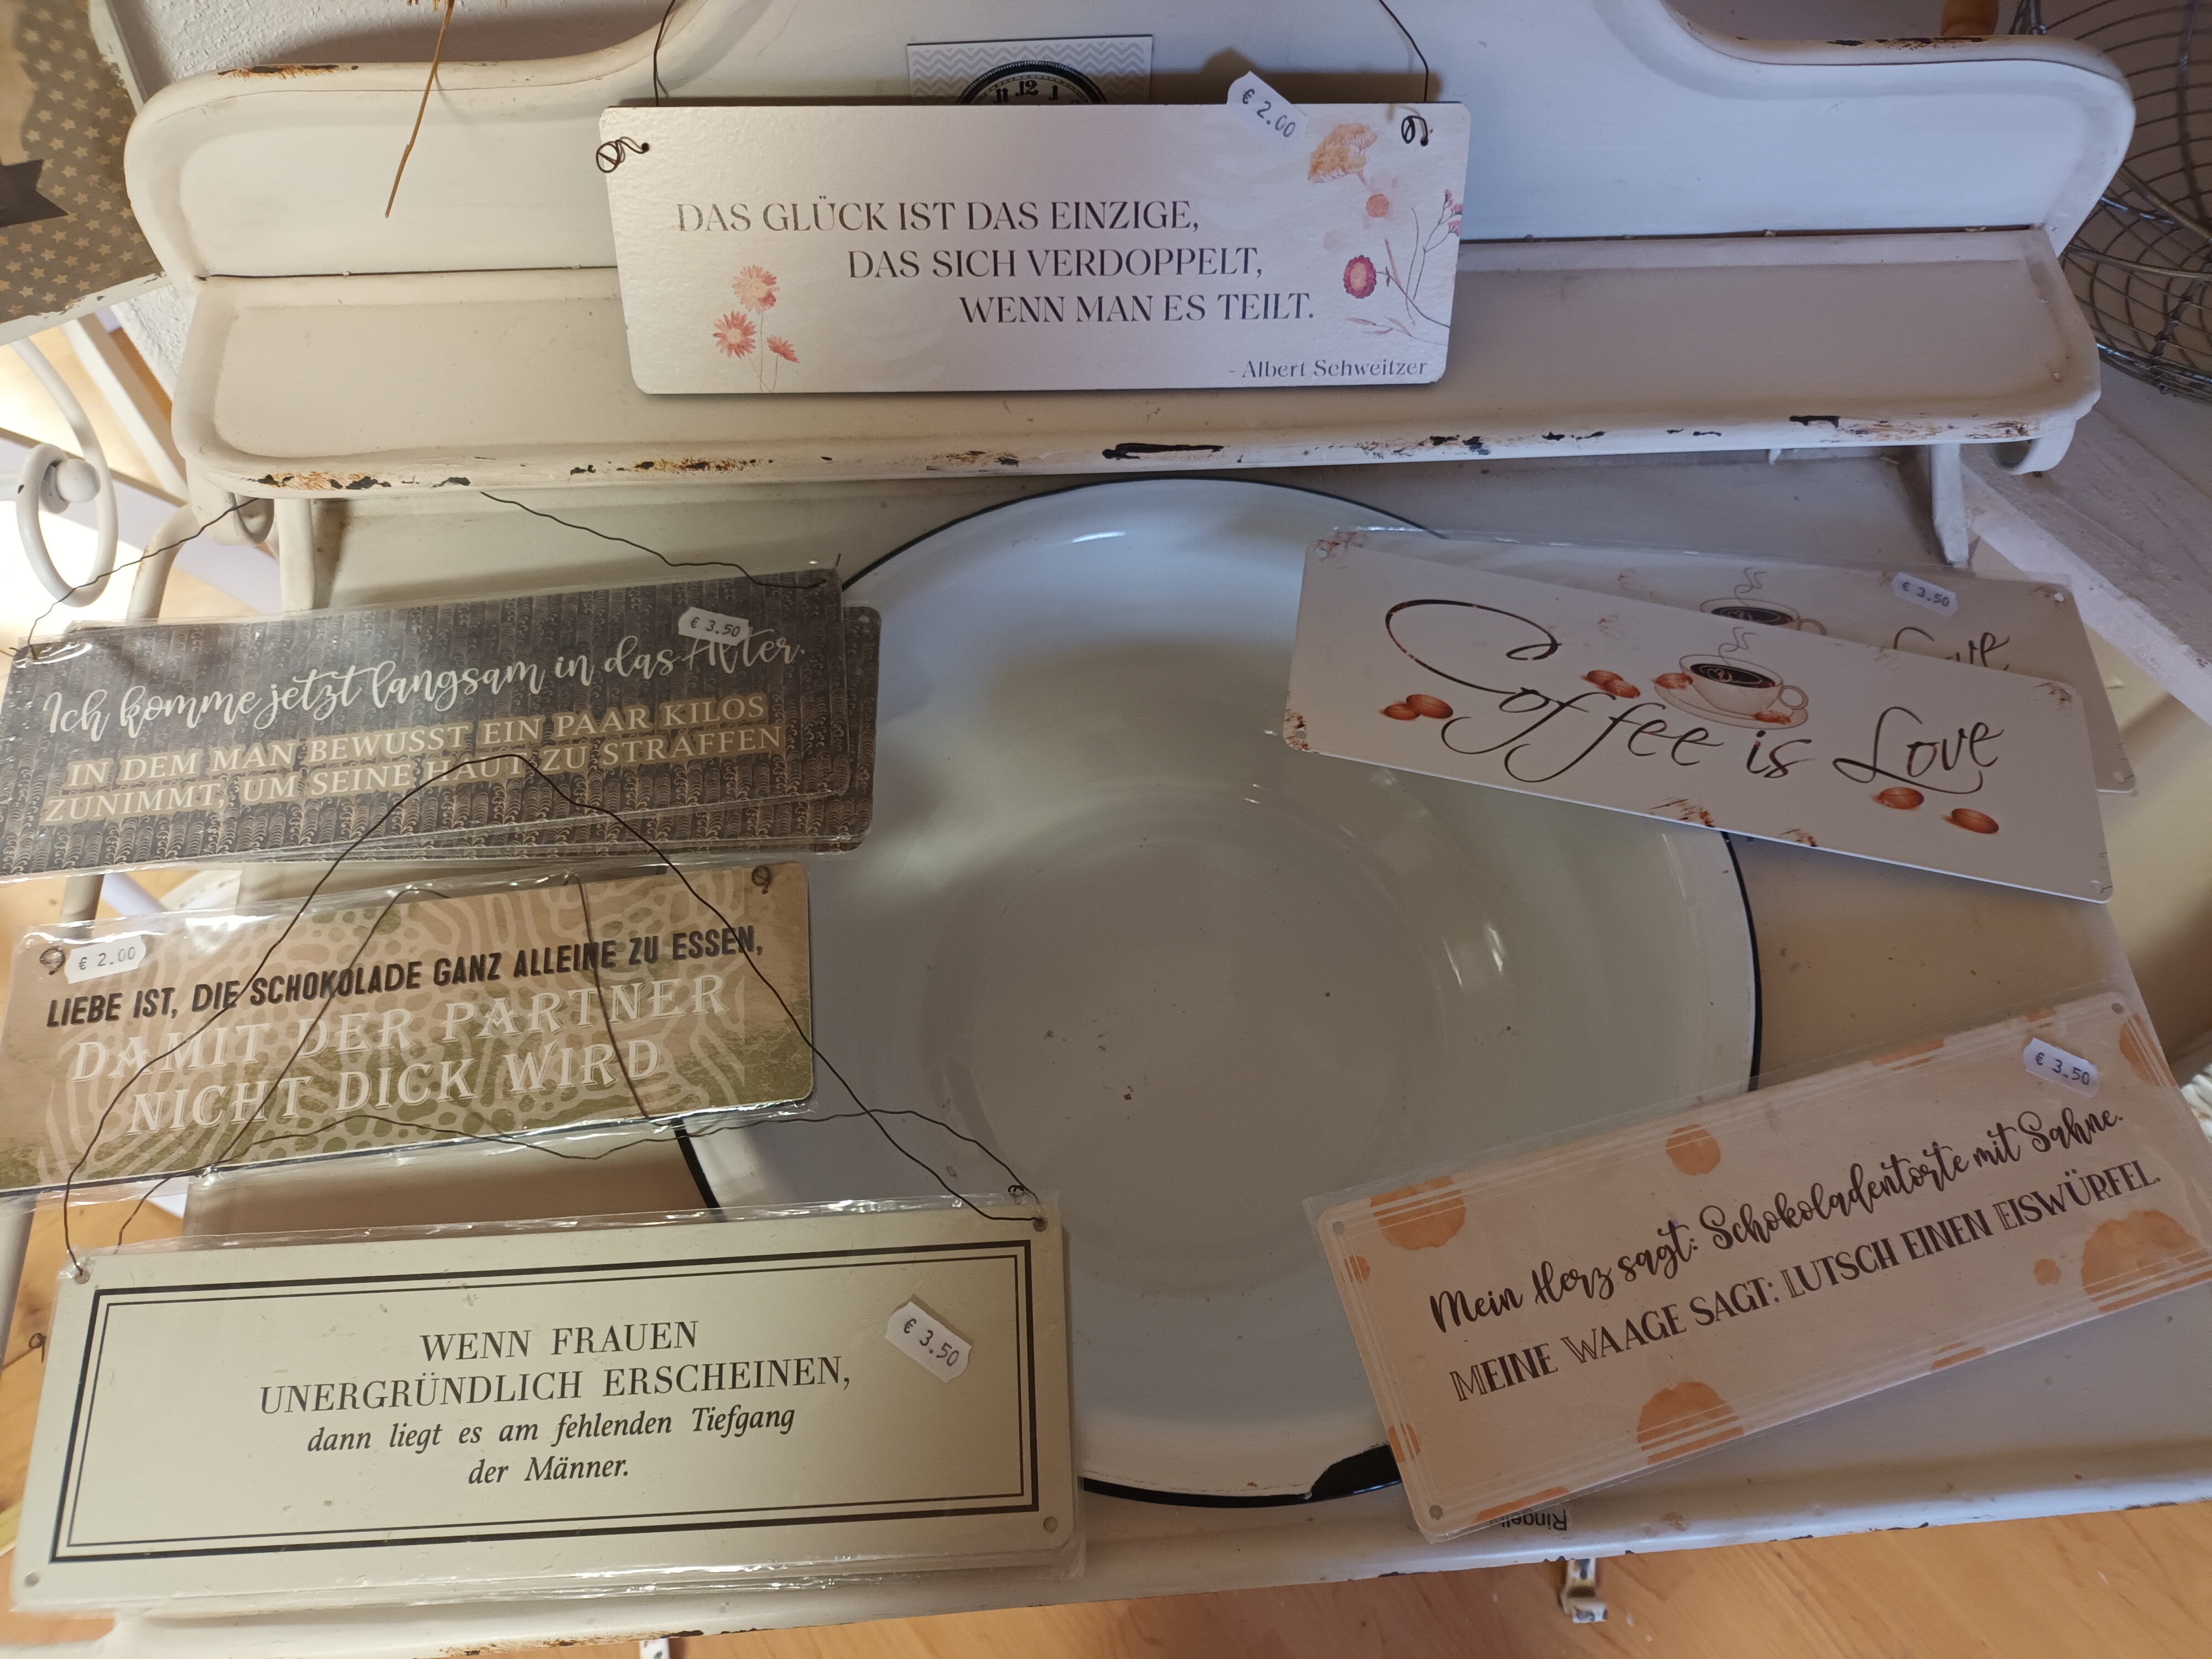 11 12 1
€ 2.00
DAS GLÜCK IST DAS EINZIGE,
DAS SICH VERDOPPELT,
WENN MAN ES TEILT.
- Albert Schweitzer
€ 3.50
Ich komme jetzt langsam in das Alter.
IN DEM MAN BEWUSST EIN PAAR KILOS
ZUNIMMT, UM SEINE HAUT ZU STRAFFEN
€ 3.50
Love
Coffee is Love
€ 2.00
LIEBE IST, DIE SCHOKOLADE GANZ ALLEINE ZU ESSEN,
DAMIT DER PARTNER
NICHT DICK WIRD
€ 3.50
Mein Herz sagt: Schokoladentorte mit Sahne.
MEINE WAAGE SAGT: LUTSCH EINEN EISWÜRFEL.
€ 3.50
WENN FRAUEN
UNERGRÜNDLICH ERSCHEINEN,
dann liegt es am fehlenden Tiefgang
der Männer.